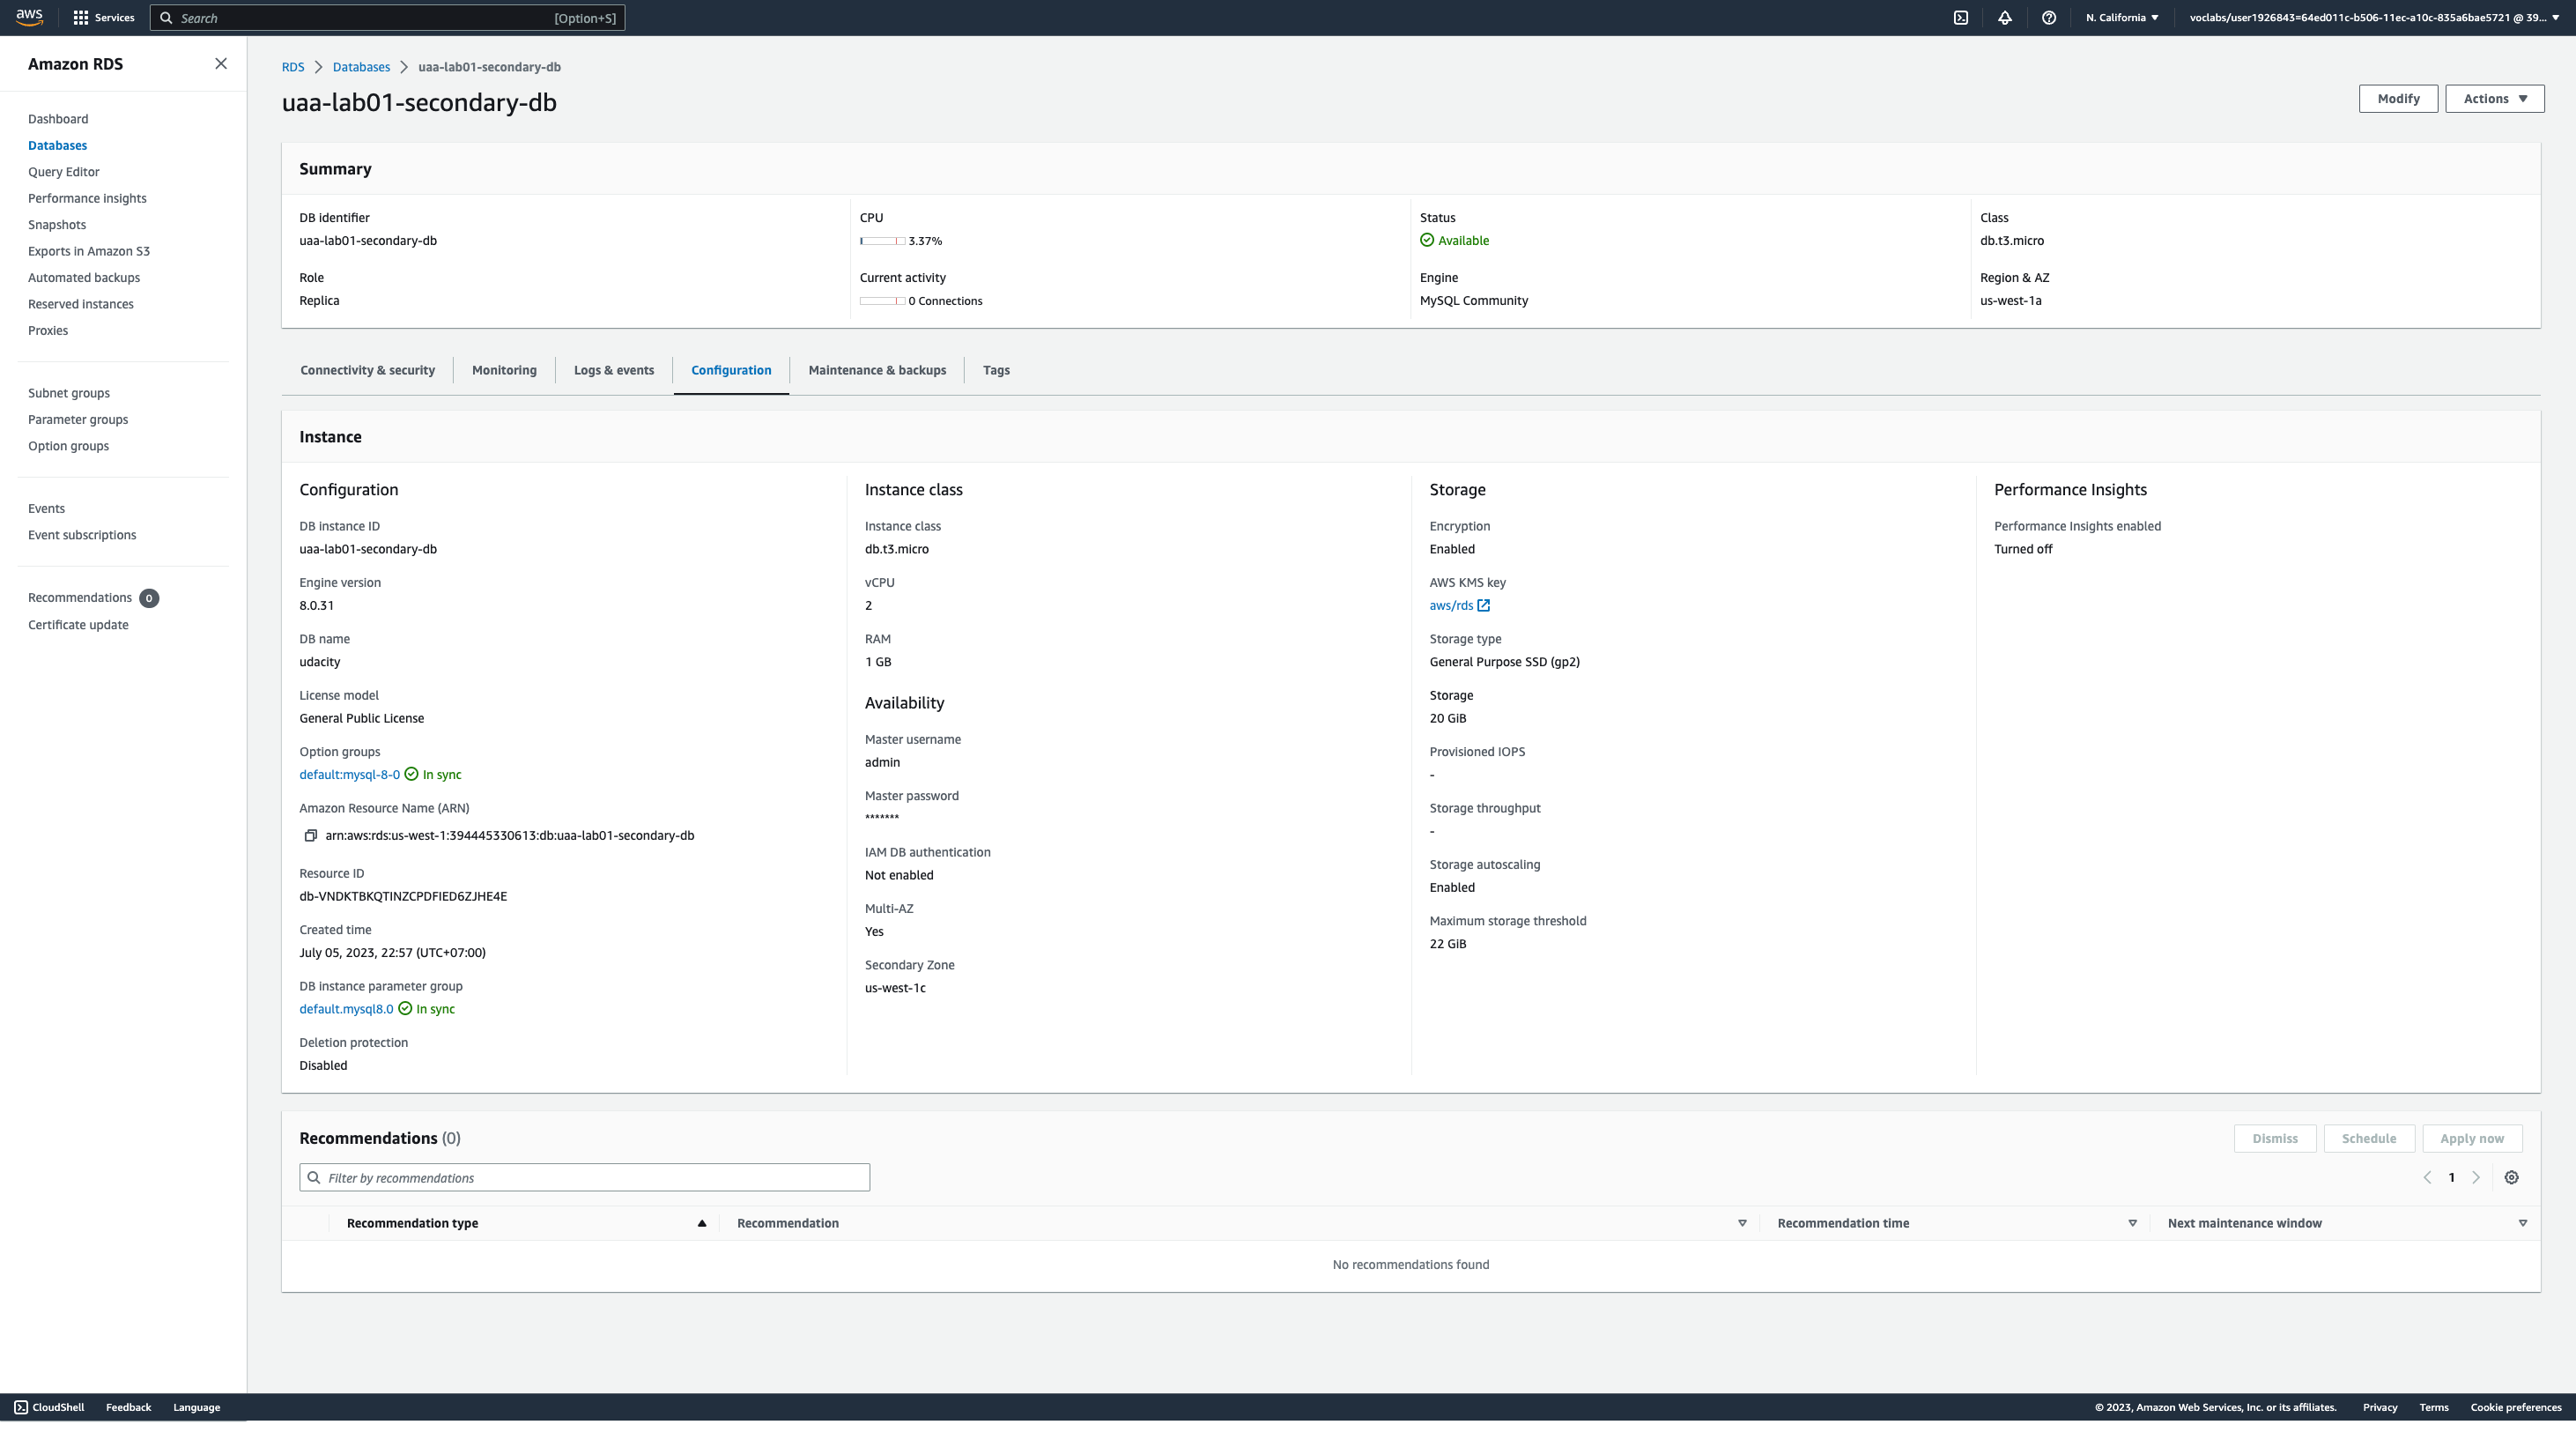 aws
Services
Search
[Option+S]
N. California
voclabs/user1926843=64ed011c-b506-11ec-a10c-835a6bae5721 @ 39...
Amazon RDS
Dashboard
Databases
Query Editor
Performance insights
Snapshots
Exports in Amazon S3
Automated backups
Reserved instances
Proxies
Subnet groups
Parameter groups
Option groups
Events
Event subscriptions
Recommendations 0
Certificate update
RDS > Databases > uaa-lab01-secondary-db
uaa-lab01-secondary-db
Modify
Actions
Summary
DB identifier
uaa-lab01-secondary-db
Role
Replica
CPU
3.37%
Current activity
0 Connections
Status
Available
Engine
MySQL Community
Class
db.t3.micro
Region & AZ
us-west-1a
Connectivity & security
Monitoring
Logs & events
Configuration
Maintenance & backups
Tags
Instance
Configuration
DB instance ID
uaa-lab01-secondary-db
Engine version
8.0.31
DB name
udacity
License model
General Public License
Option groups
default:mysql-8-0 In sync
Amazon Resource Name (ARN)
arn:aws:rds:us-west-1:394445330613:db:uaa-lab01-secondary-db
Resource ID
db-VNDKTBKQTINZCPDFIED6ZJHE4E
Created time
July 05, 2023, 22:57 (UTC+07:00)
DB instance parameter group
default.mysql8.0 In sync
Deletion protection
Disabled
Instance class
Instance class
db.t3.micro
vCPU
2
RAM
1 GB
Availability
Master username
admin
Master password
*******
IAM DB authentication
Not enabled
Multi-AZ
Yes
Secondary Zone
us-west-1c
Storage
Encryption
Enabled
AWS KMS key
aws/rds
Storage type
General Purpose SSD (gp2)
Storage
20 GiB
Provisioned IOPS
-
Storage throughput
-
Storage autoscaling
Enabled
Maximum storage threshold
22 GiB
Performance Insights
Performance Insights enabled
Turned off
Recommendations (0)
Dismiss
Schedule
Apply now
Filter by recommendations
1
Recommendation type
Recommendation
Recommendation time
Next maintenance window
No recommendations found
CloudShell
Feedback
Language
© 2023, Amazon Web Services, Inc. or its affiliates.
Privacy
Terms
Cookie preferences